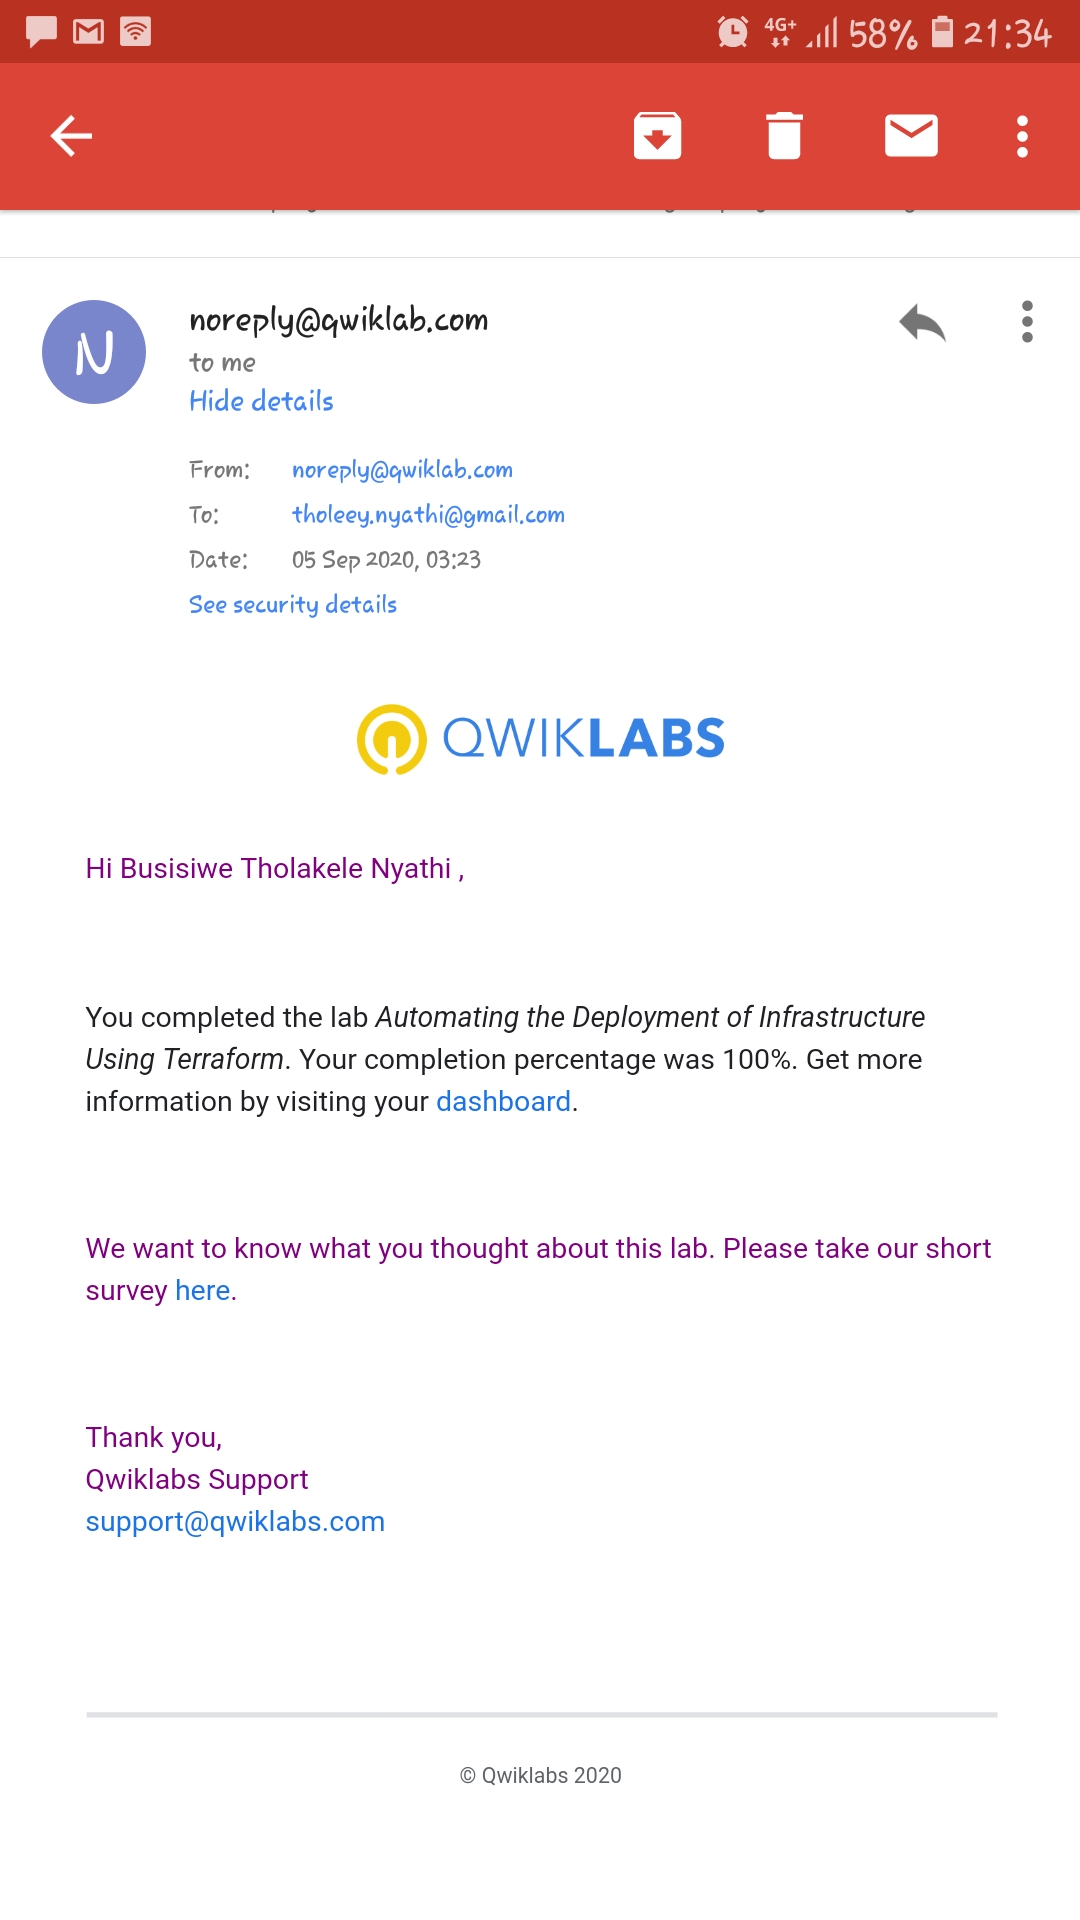 4G+ 58% 21:34
N
noreply@qwiklab.com
to me
Hide details
From: noreply@qwiklab.com
To: tholeey.nyathi@gmail.com
Date: 05 Sep 2020, 03:23
See security details
QWIKLABS
Hi Busisiwe Tholakele Nyathi ,
You completed the lab Automating the Deployment of Infrastructure
Using Terraform. Your completion percentage was 100%. Get more
information by visiting your dashboard.
We want to know what you thought about this lab. Please take our short
survey here.
Thank you,
Qwiklabs Support
support@qwiklabs.com
© Qwiklabs 2020